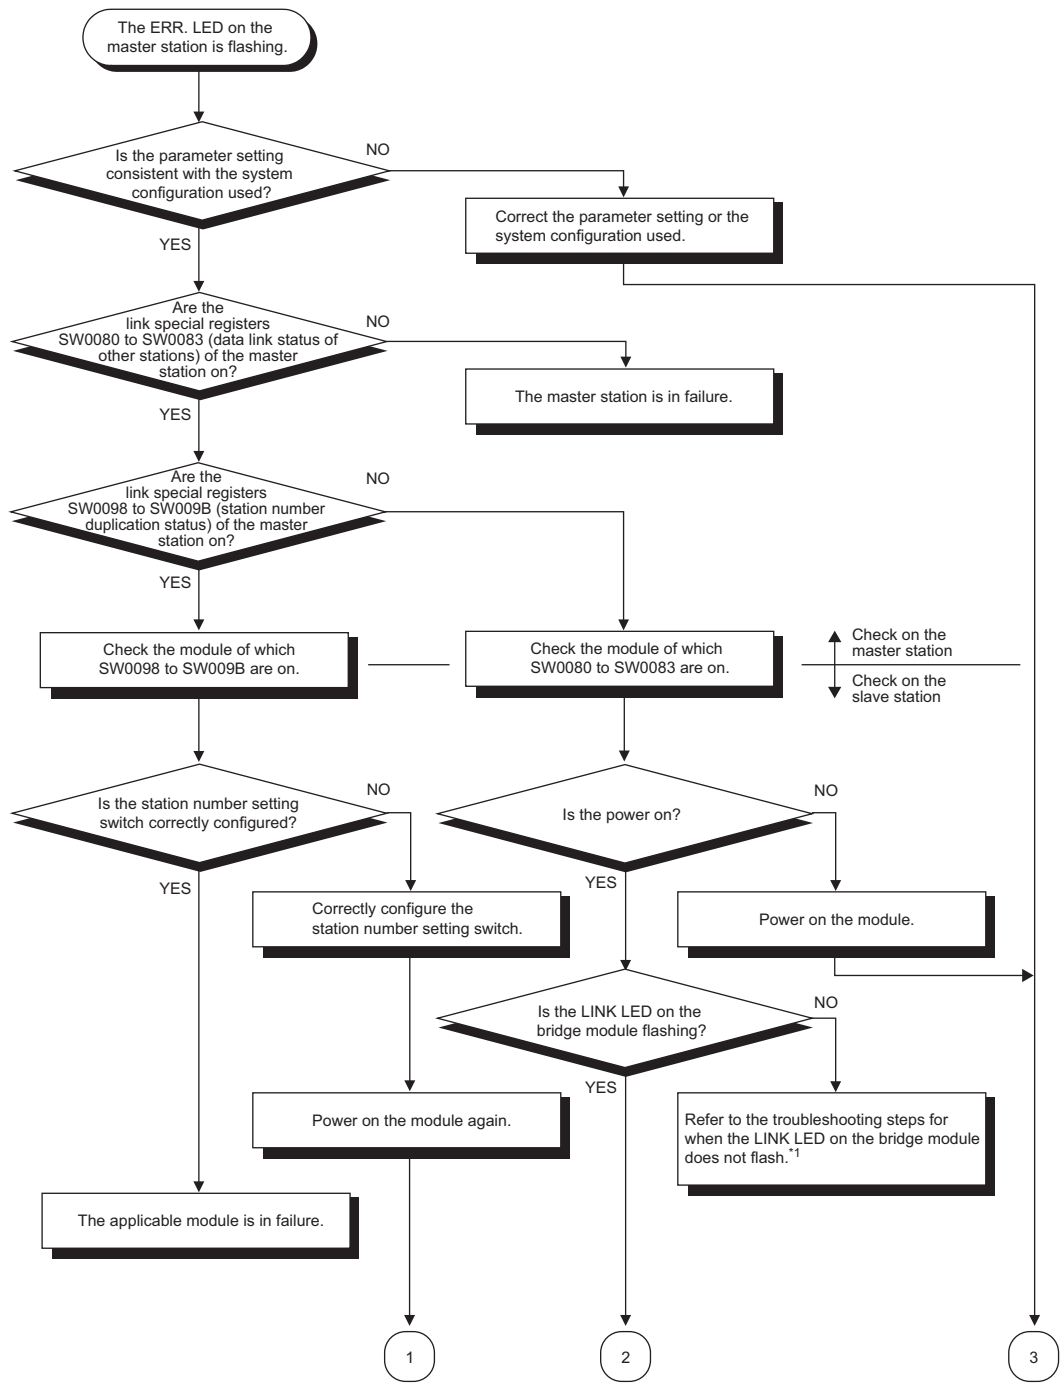 The ERR. LED on the
master station is flashing.
Is the parameter setting
consistent with the system
configuration used?
NO
YES
Correct the parameter setting or the
system configuration used.
Are the
link special registers
SW0080 to SW0083 (data link status of
other stations) of the master
station on?
NO
YES
The master station is in failure.
Are the
link special registers
SW0098 to SW009B (station number
duplication status) of the master
station on?
NO
YES
Check the module of which
SW0098 to SW009B are on.
Check the module of which
SW0080 to SW0083 are on.
Check on the
master station
Check on the
slave station
Is the station number setting
switch correctly configured?
NO
YES
Is the power on?
NO
YES
Correctly configure the
station number setting switch.
Power on the module.
Is the LINK LED on the
bridge module flashing?
NO
YES
Power on the module again.
Refer to the troubleshooting steps for
when the LINK LED on the bridge module
does not flash.*1
The applicable module is in failure.
1
2
3